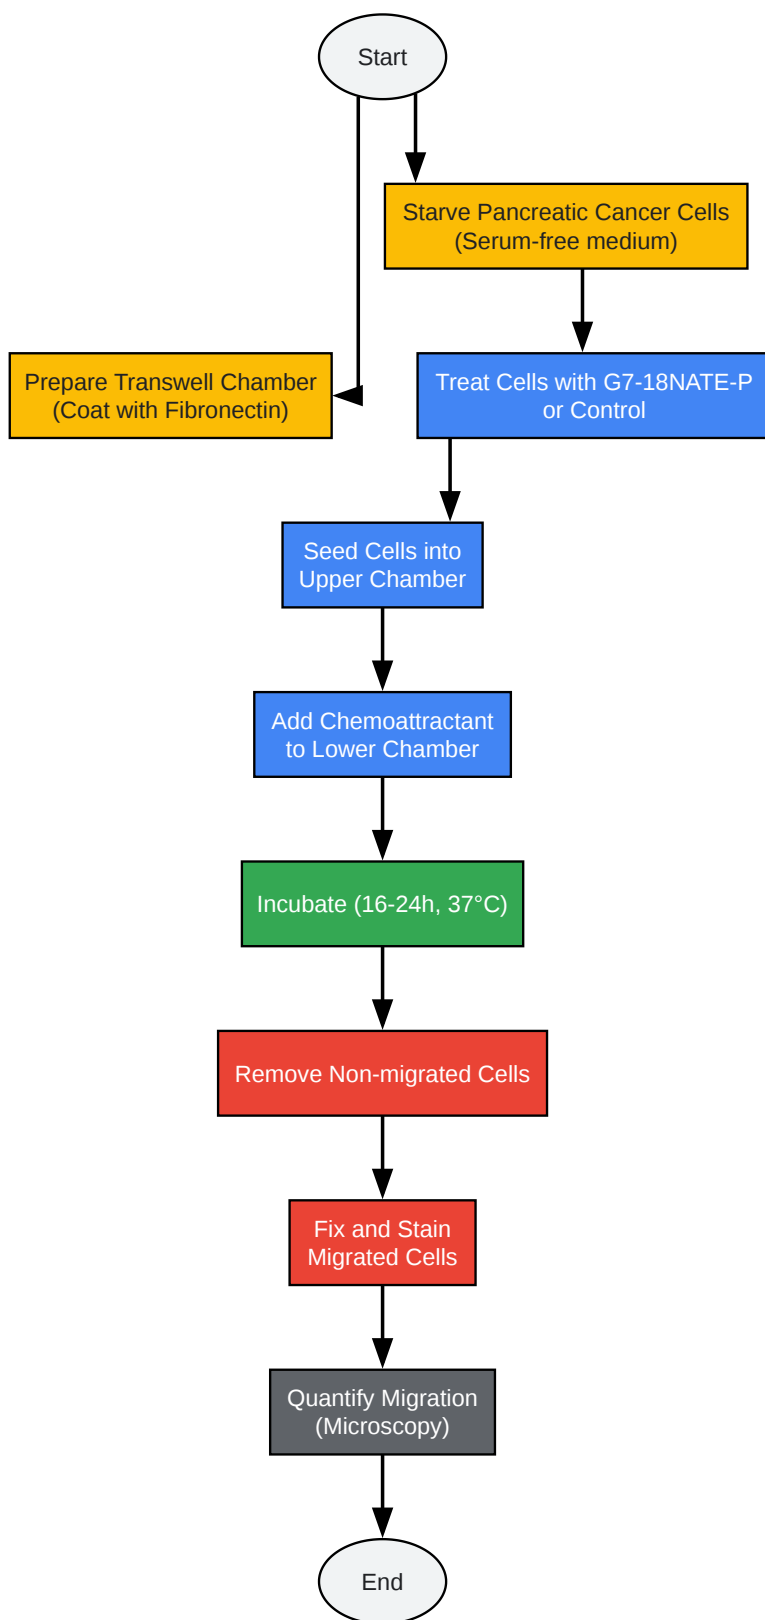 Start
Starve Pancreatic Cancer Cells
(Serum-free medium)
Prepare Transwell Chamber
(Coat with Fibronectin)
Treat Cells with G7-18NATE-P
or Control
Seed Cells into
Upper Chamber
Add Chemoattractant
to Lower Chamber
Incubate (16-24h, 37°C)
Remove Non-migrated Cells
Fix and Stain
Migrated Cells
Quantify Migration
(Microscopy)
End